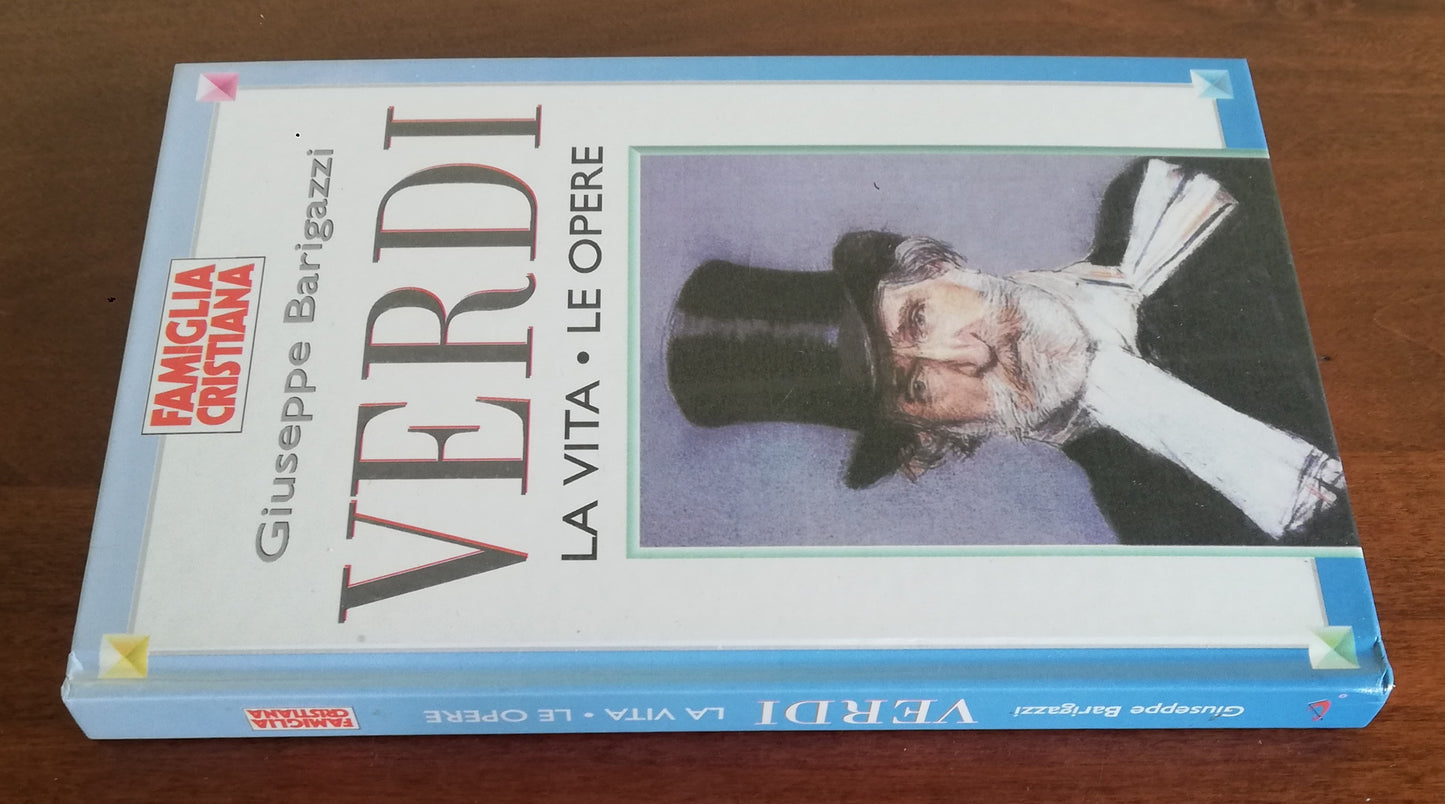 FAMIGLIA
CRISTIANA
Giuseppe Barigazzi
VERDI
LA VITA • LE OPERE
Giuseppe Barigazzi VERDI LA VITA • LE OPERE
FAMIGLIA
CRISTIANA